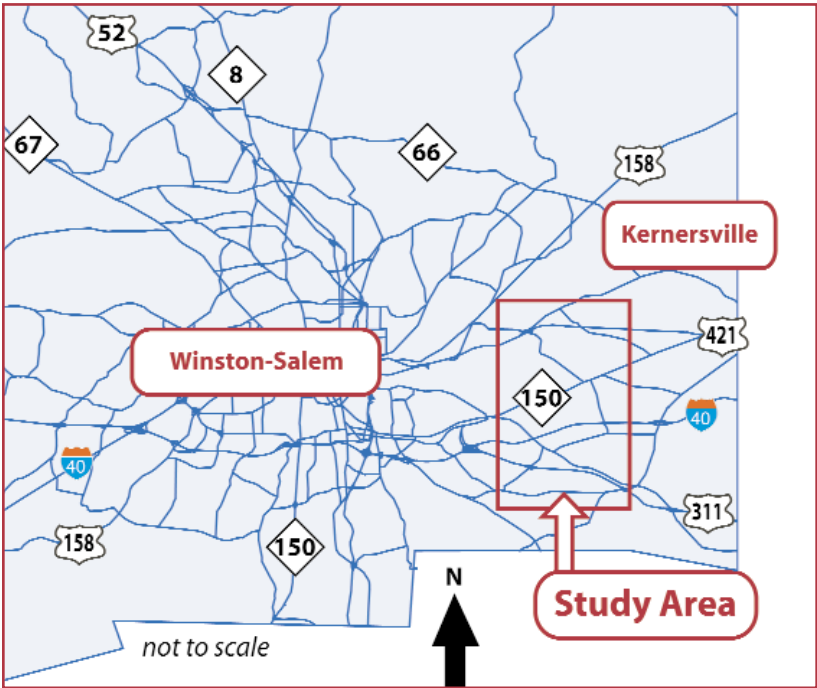 52
8
67
66
158
Kernersville
421
Winston-Salem
150
40
40
311
158
150
N
Study Area
not to scale